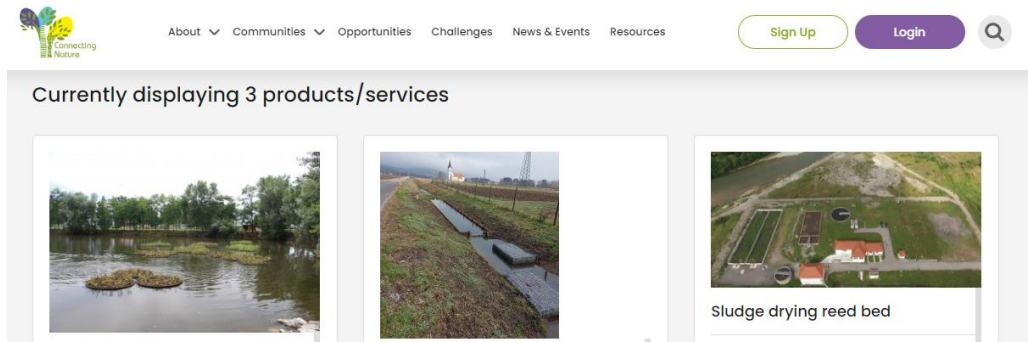 Connecting
Nature
About Communities Opportunities Challenges News & Events Resources Sign Up Login
Currently displaying 3 products/services
Sludge drying reed bed